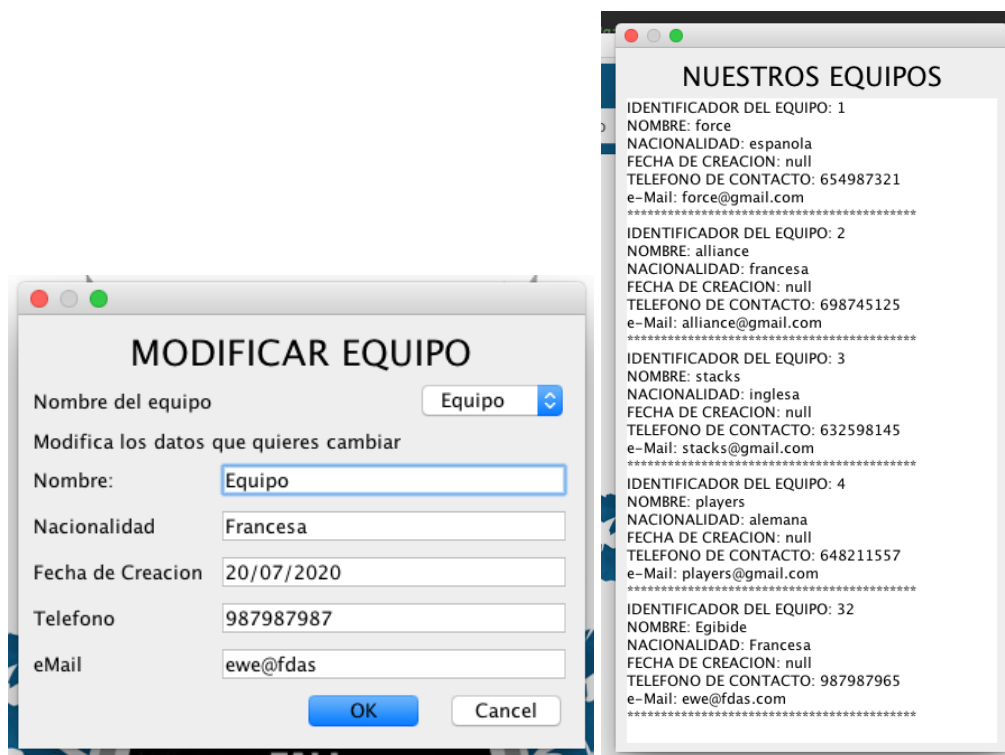 MODIFICAR EQUIPO
Nombre del equipo
Equipo
Modifica los datos que quieres cambiar
Nombre:
Equipo
Nacionalidad
Francesa
Fecha de Creacion
20/07/2020
Telefono
987987987
eMail
ewe@fdas
OK
Cancel
NUESTROS EQUIPOS
IDENTIFICADOR DEL EQUIPO: 1
NOMBRE: force
NACIONALIDAD: espanola
FECHA DE CREACION: null
TELEFONO DE CONTACTO: 654987321
e-Mail: force@gmail.com
*******************************************
IDENTIFICADOR DEL EQUIPO: 2
NOMBRE: alliance
NACIONALIDAD: francesa
FECHA DE CREACION: null
TELEFONO DE CONTACTO: 698745125
e-Mail: alliance@gmail.com
*******************************************
IDENTIFICADOR DEL EQUIPO: 3
NOMBRE: stacks
NACIONALIDAD: inglesa
FECHA DE CREACION: null
TELEFONO DE CONTACTO: 632598145
e-Mail: stacks@gmail.com
*******************************************
IDENTIFICADOR DEL EQUIPO: 4
NOMBRE: players
NACIONALIDAD: alemana
FECHA DE CREACION: null
TELEFONO DE CONTACTO: 648211557
e-Mail: players@gmail.com
*******************************************
IDENTIFICADOR DEL EQUIPO: 32
NOMBRE: Egibide
NACIONALIDAD: Francesa
FECHA DE CREACION: null
TELEFONO DE CONTACTO: 987987965
e-Mail: ewe@fdas.com
*******************************************